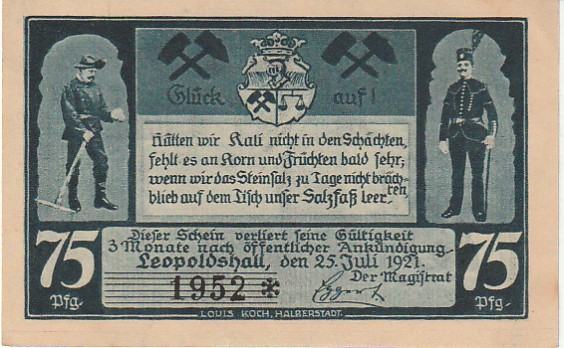 Glück auf!
Hätten wir Kali nicht in den Schächten,
fehlt es an Korn und Früchten bald sehr;
wenn wir das Steinsalz zu Tage nicht bräch-
ten,
blieb auf dem Tisch unser Salzfaß leer.
75 Pfg.
Dieser Schein verliert seine Gültigkeit
3 Monate nach öffentlicher Ankündigung.
Leopoldshall, den 25. Juli 1921.
Der Magistrat
1952 *
75 Pfg.
LOUIS KOCH, HALBERSTADT.